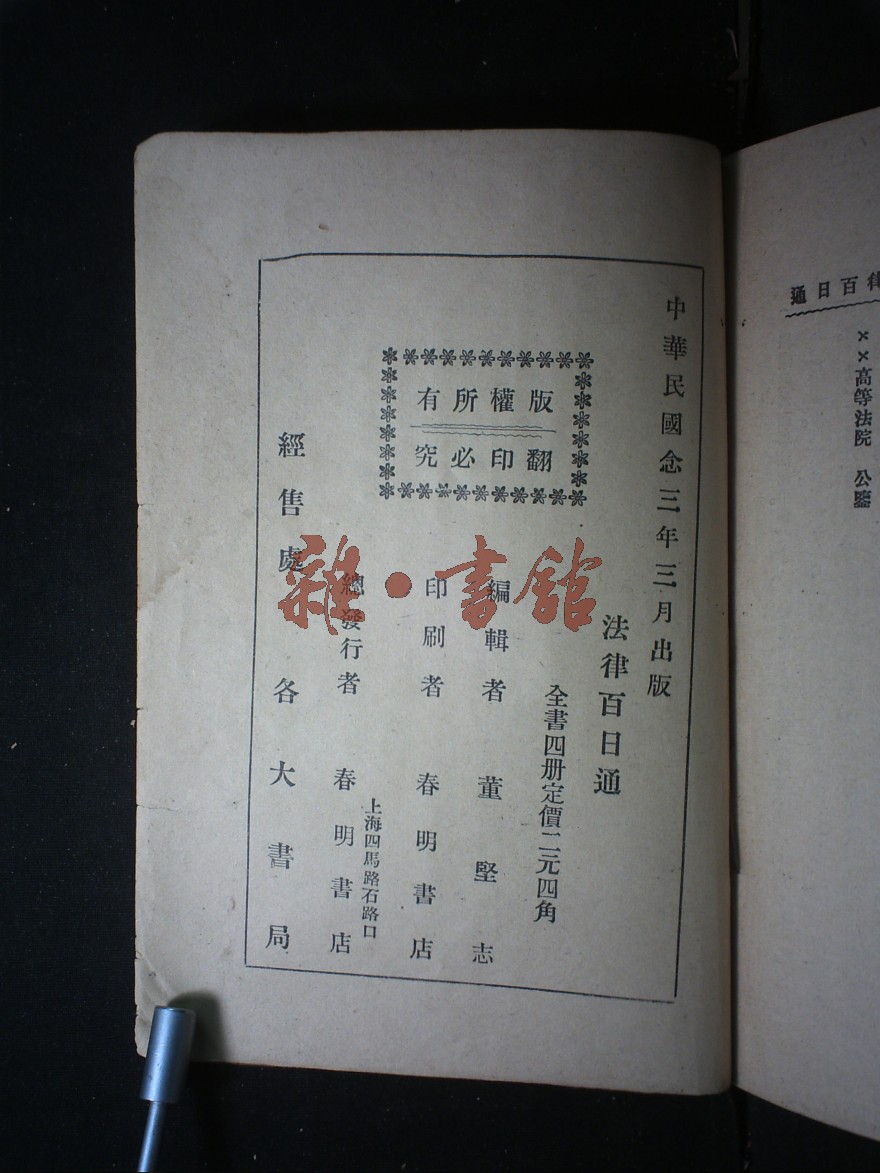 律百日通
××高等法院 公鑒
中華民國念三年三月出版
法律百日通
全書四册定價二元四角
版權所有
翻印必究
編輯者 董堅志
印刷者 春明書店
上海四馬路石路口
總發行者 春明書店
經售處 各大書局
雜·書館